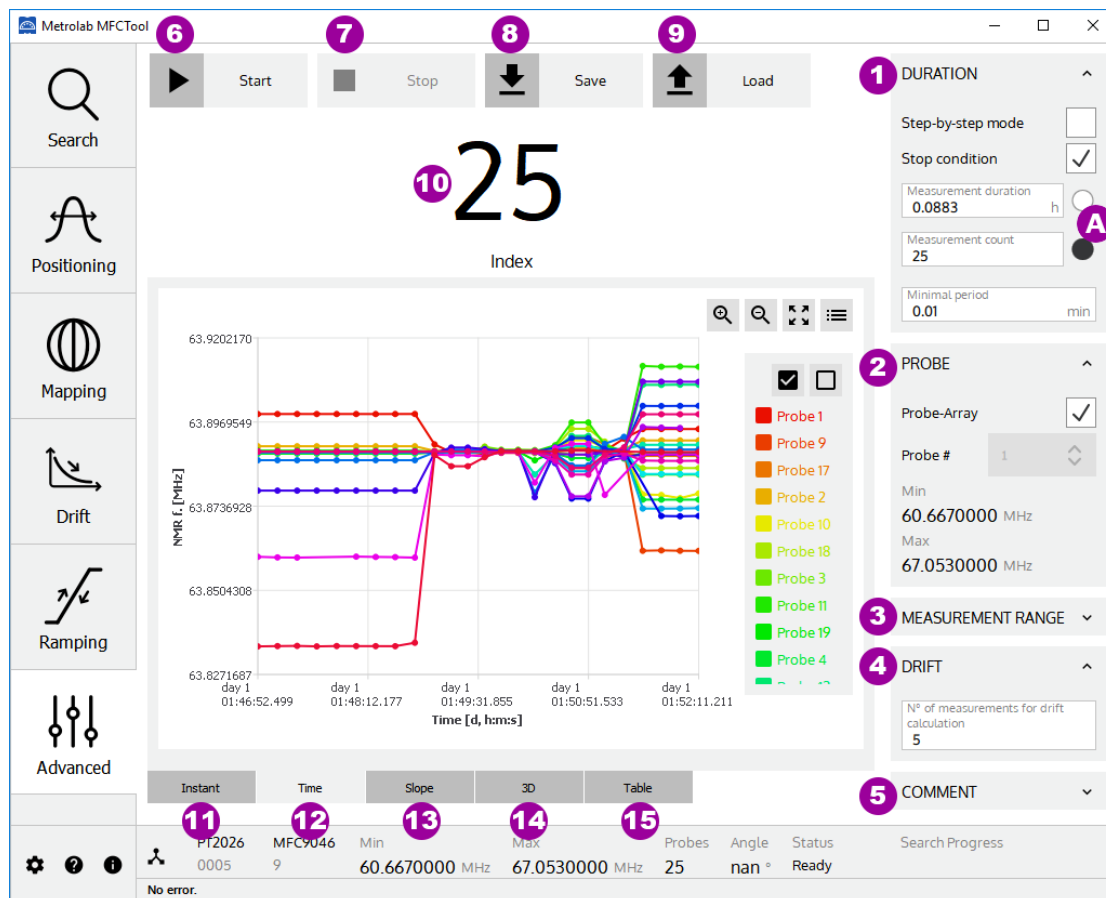 Metrolab MFCTool
6
7
8
9
Start
Stop
Save
Load
Search
Positioning
Mapping
Drift
Ramping
Advanced
10
25
Index
63.9202170
63.8969549
63.8736928
63.8504308
63.8271687
NMR f. [MHz]
day 1
01:46:52.499
day 1
01:48:12.177
day 1
01:49:31.855
day 1
01:50:51.533
day 1
01:52:11.211
Time [d, h:m:s]
Probe 1
Probe 9
Probe 17
Probe 2
Probe 10
Probe 18
Probe 3
Probe 11
Probe 19
Probe 4
1
DURATION
Step-by-step mode
Stop condition
Measurement duration
0.0883 h
A
Measurement count
25
Minimal period
0.01 min
2
PROBE
Probe-Array
Probe # 1
Min
60.6670000 MHz
Max
67.0530000 MHz
3
MEASUREMENT RANGE
4
DRIFT
N° of measurements for drift
calculation
5
5
COMMENT
Instant
Time
Slope
3D
Table
11
12
13
14
15
PT2026
0005
MFC9046
9
Min
60.6670000 MHz
Max
67.0530000 MHz
Probes
25
Angle
nan °
Status
Ready
Search Progress
No error.